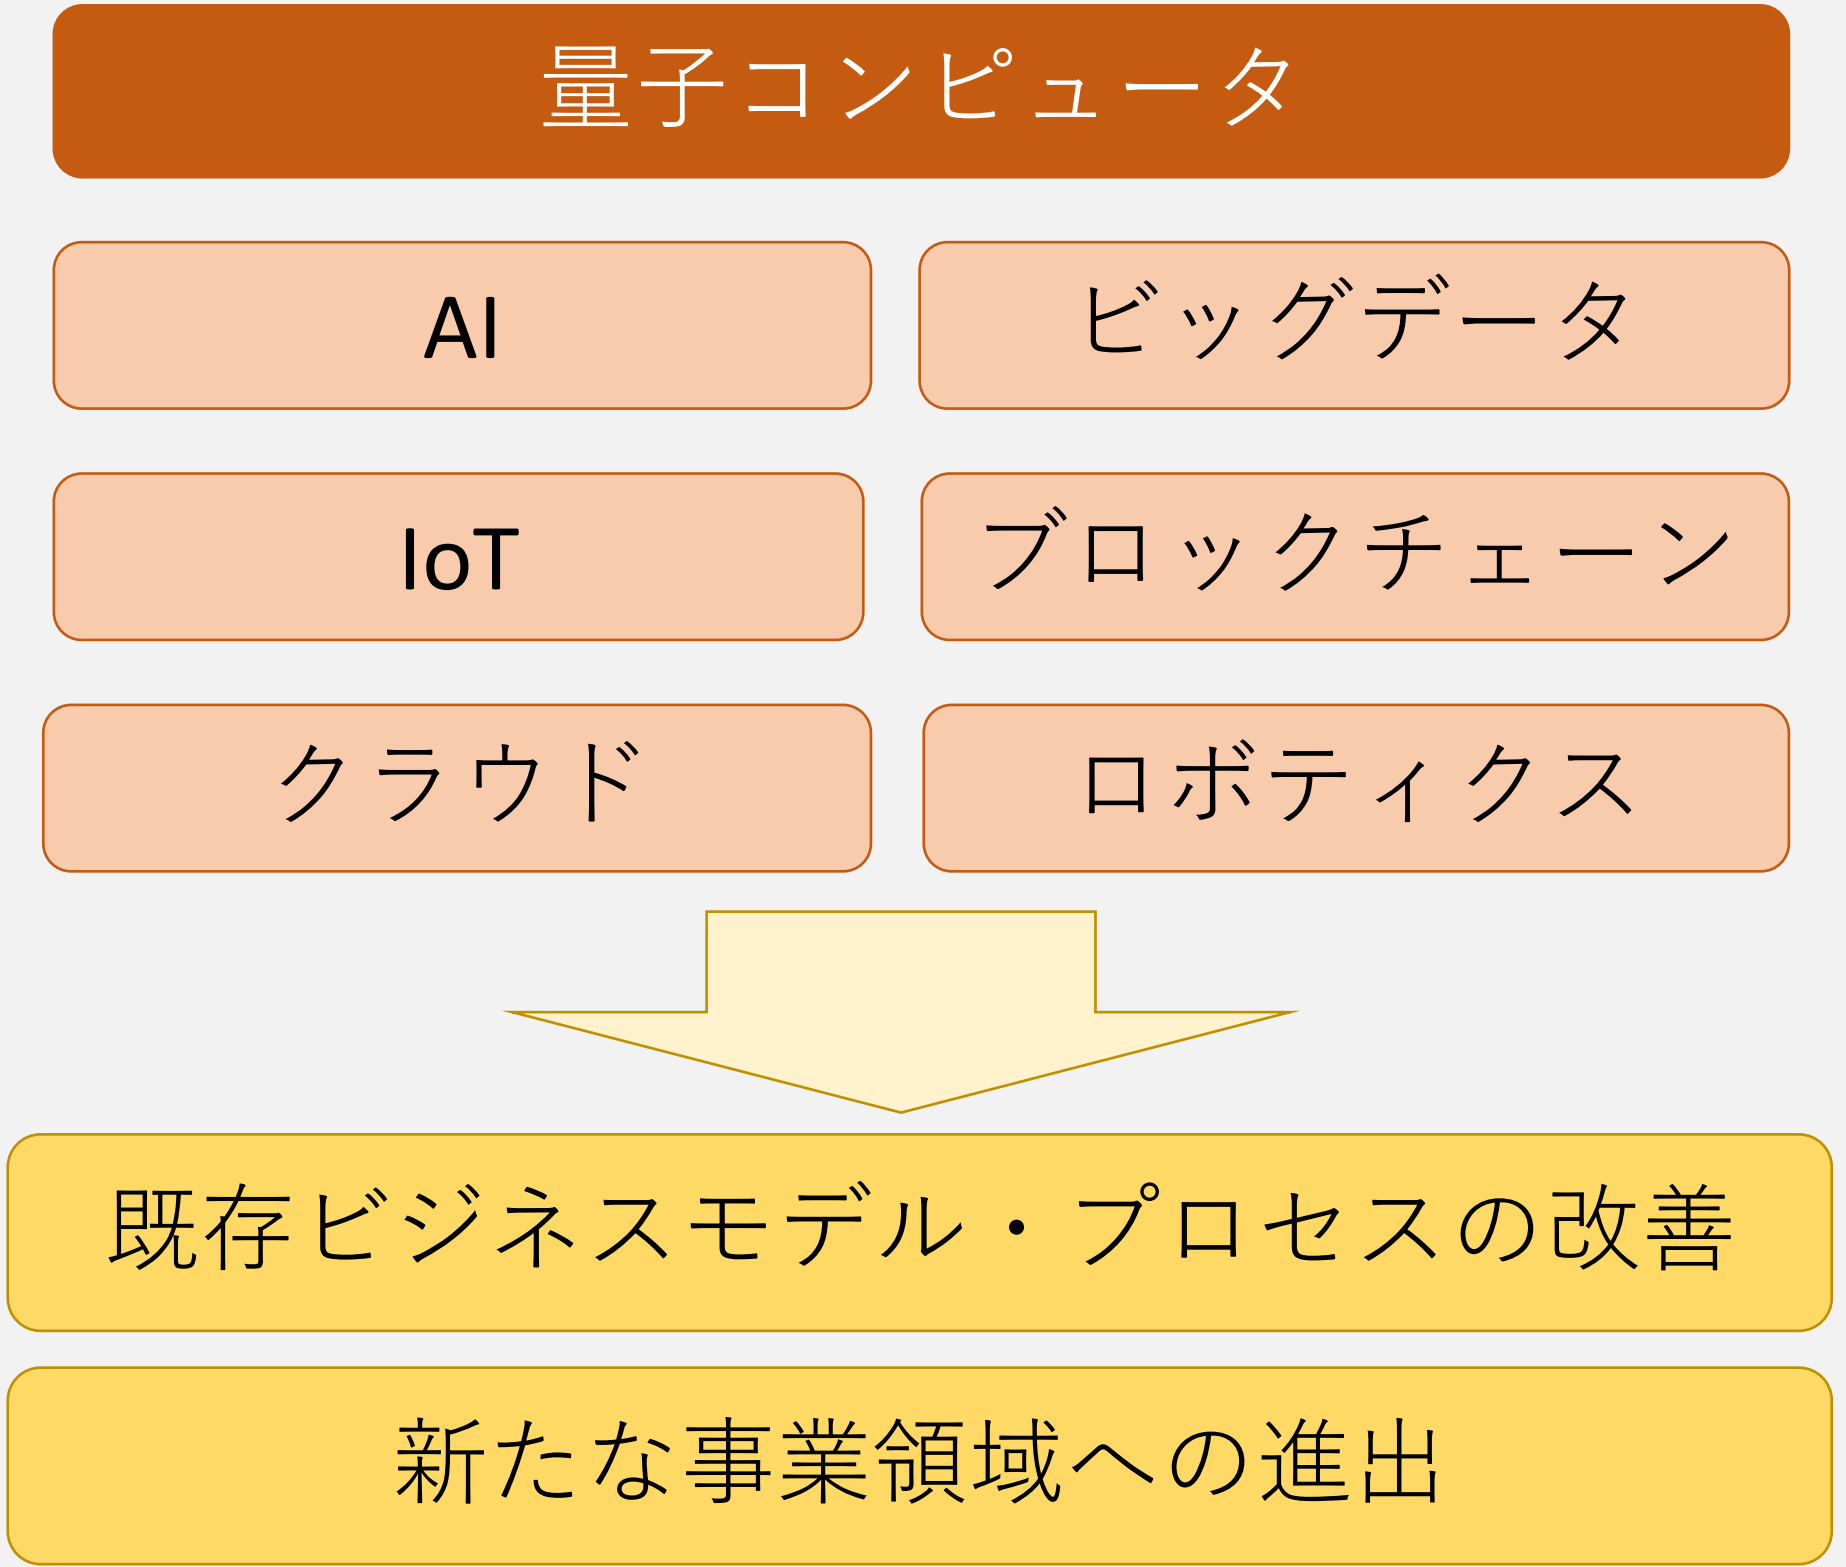 量子コンピュータ
AI
ビッグデータ
IoT
ブロックチェーン
クラウド
ロボティクス
既存ビジネスモデル・プロセスの改善
新たな事業領域への進出